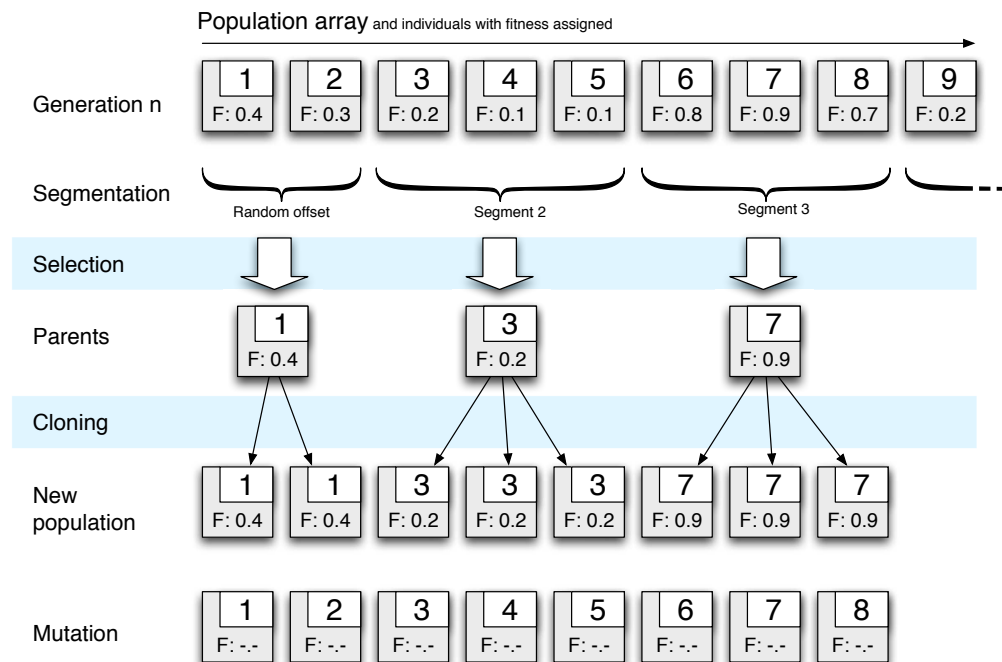 Population array and individuals with fitness assigned
Generation n
1 2 3 4 5 6 7 8 9
F: 0.4 F: 0.3 F: 0.2 F: 0.1 F: 0.1 F: 0.8 F: 0.9 F: 0.7 F: 0.2
Segmentation
Random offset Segment 2 Segment 3
Selection
Parents
1 3 7
F: 0.4 F: 0.2 F: 0.9
Cloning
New
population
1 1 3 3 3 7 7 7
F: 0.4 F: 0.4 F: 0.2 F: 0.2 F: 0.2 F: 0.9 F: 0.9 F: 0.9
Mutation
1 2 3 4 5 6 7 8
F: -.- F: -.- F: -.- F: -.- F: -.- F: -.- F: -.- F: -.-